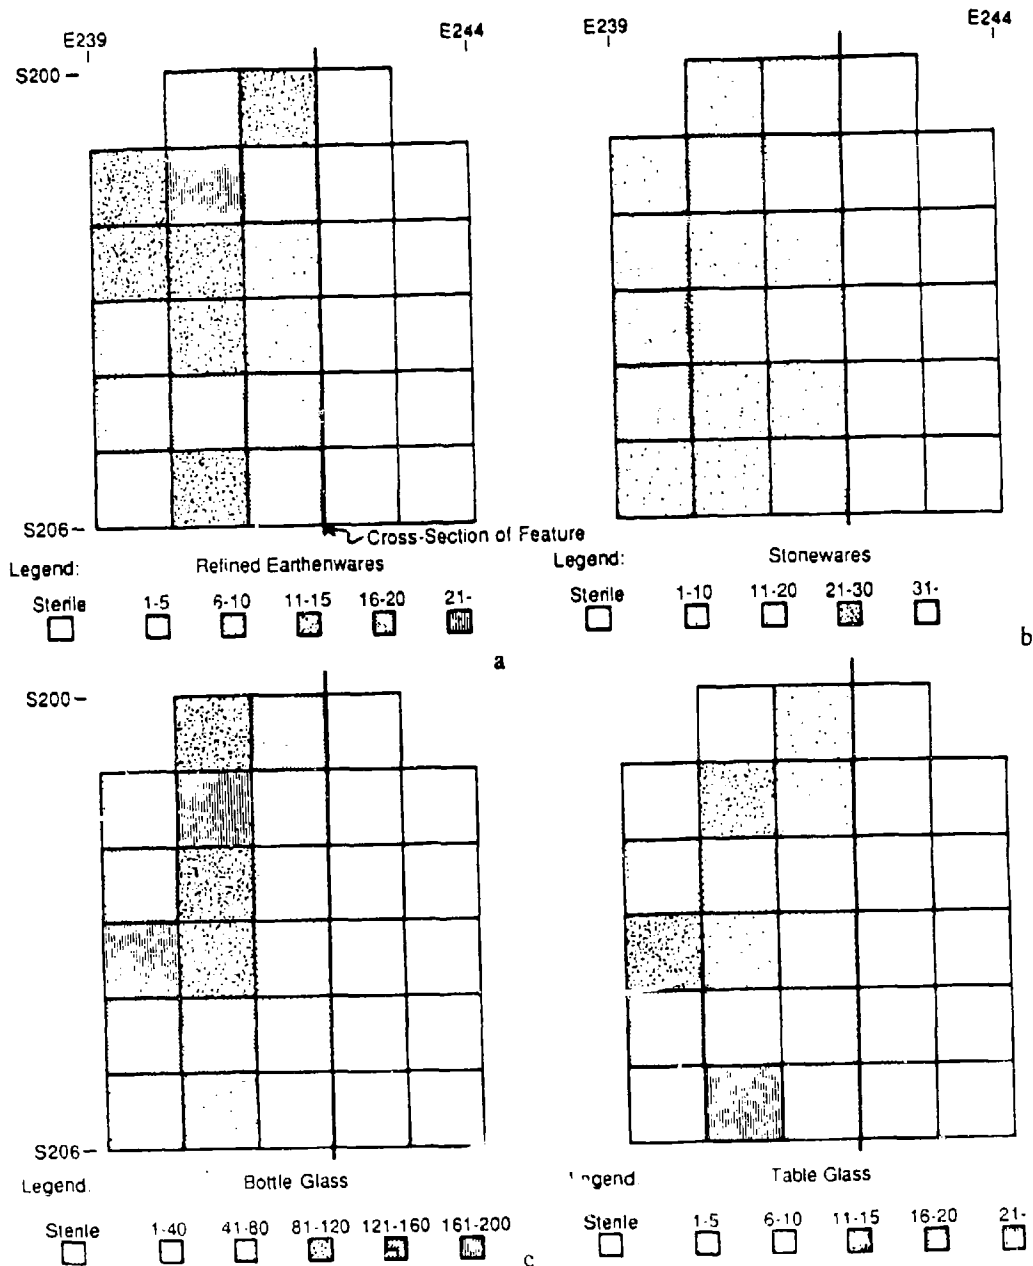 E239 E244
S200
S206
Cross-Section of Feature
Legend: Refined Earthenwares
Sterile 1-5 6-10 11-15 16-20 21-
a
E239 E244
Legend: Stonewares
Sterile 1-10 11-20 21-30 31-
b
S200
S206
Legend. Bottle Glass
Sterile 1-40 41-80 81-120 121-160 161-200
c
Table Glass
Sterile 1-5 6-10 11-15 16-20 21-